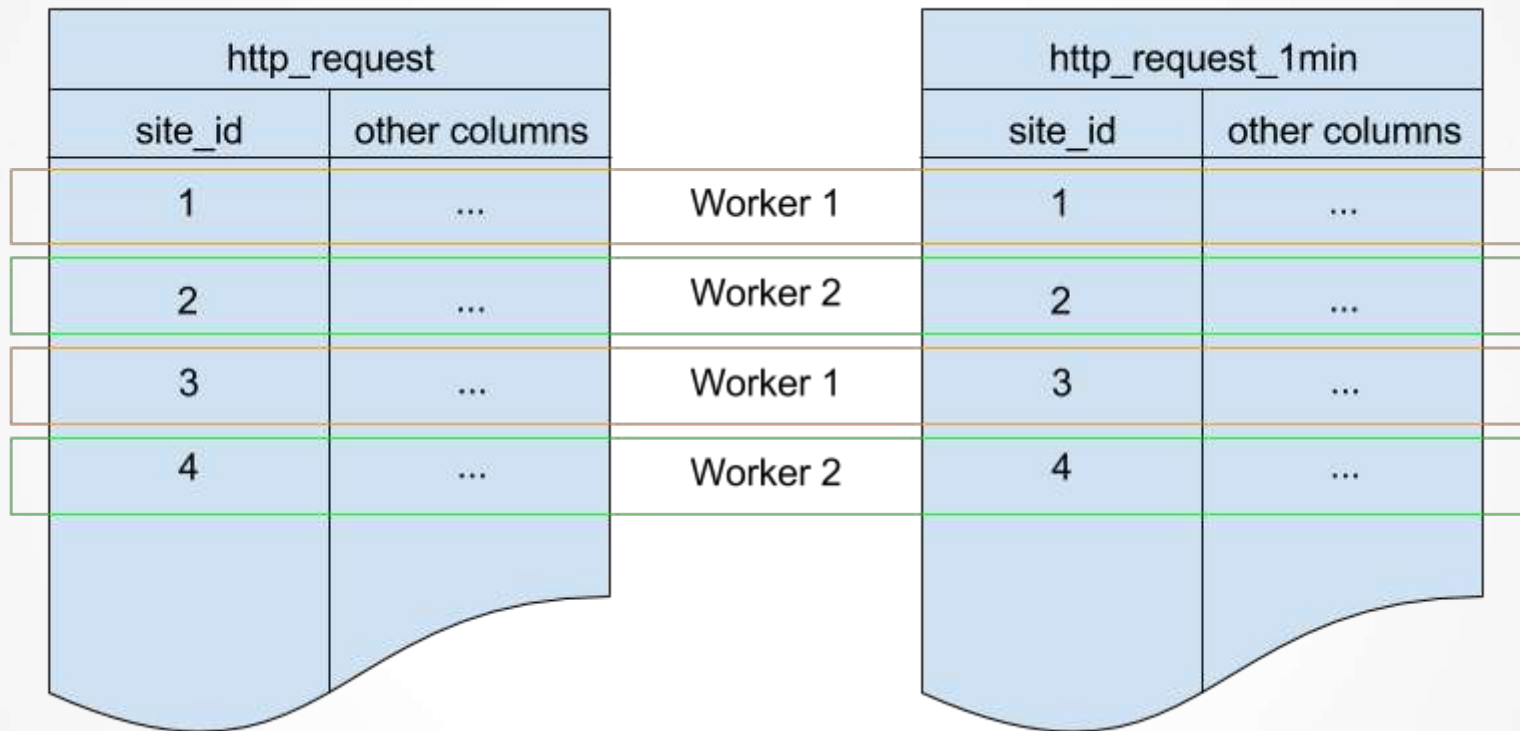 http_request http_request_1min
site_id other columns site_id other columns
1 ... Worker 1 1 ...
2 ... Worker 2 2 ...
3 ... Worker 1 3 ...
4 ... Worker 2 4 ...